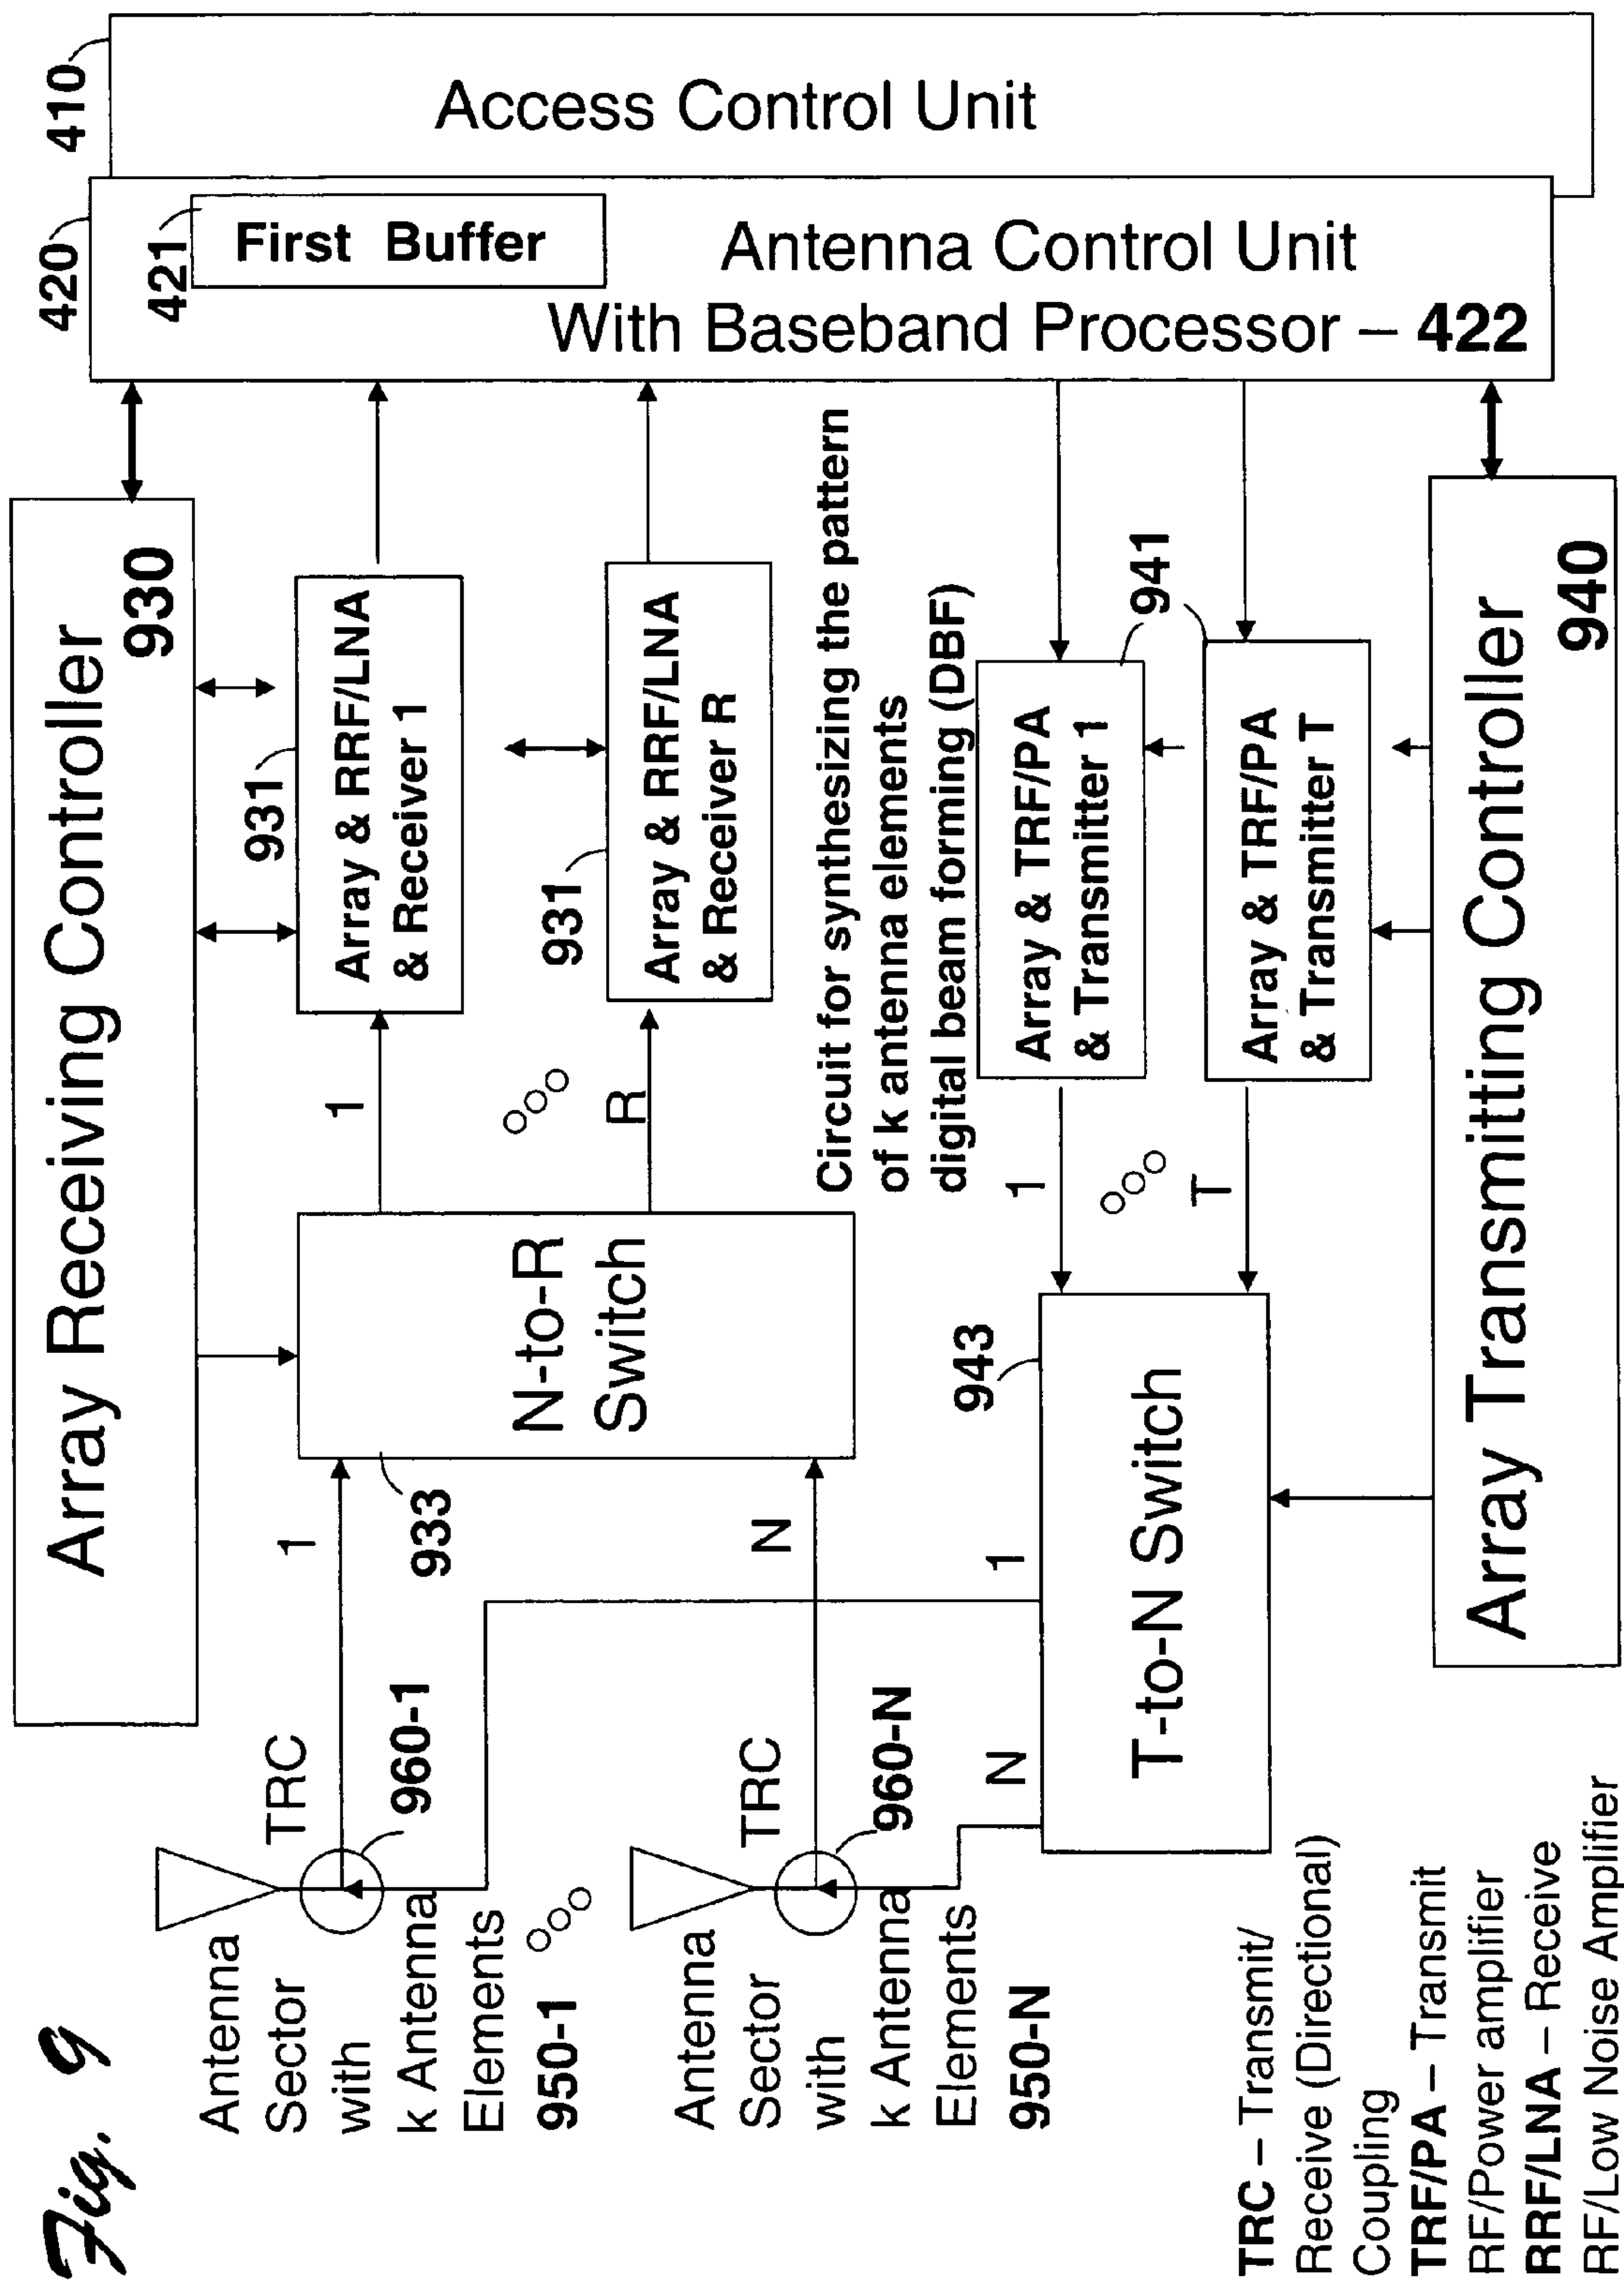 Fig. 9
Array Receiving Controller
930
410
Access Control Unit
420
421
First Buffer
Antenna Control Unit
With Baseband Processor – 422
931
Array & RRF/LNA
& Receiver 1
931
Array & RRF/LNA
& Receiver R
1
R
N-to-R
Switch
933
1
N
Antenna
Sector
with
k Antenna
Elements
950-1
TRC
960-1
Antenna
Sector
with
k Antenna
Elements
950-N
TRC
960-N
Circuit for synthesizing the pattern
of k antenna elements
digital beam forming (DBF)
941
Array & TRF/PA
& Transmitter 1
Array & TRF/PA
& Transmitter T
1
T
943
T-to-N Switch
1
N
Array Transmitting Controller
940
TRC – Transmit/
Receive (Directional)
Coupling
TRF/PA – Transmit
RF/Power amplifier
RRF/LNA – Receive
RF/Low Noise Amplifier